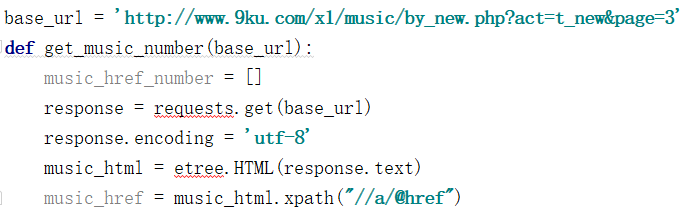 base_url = 'http://www.9ku.com/x1/music/by_new.php?act=t_new&page=3'
def get_music_number(base_url):
    music_href_number = []
    response = requests.get(base_url)
    response.encoding = 'utf-8'
    music_html = etree.HTML(response.text)
    music_href = music_html.xpath("//a/@href")